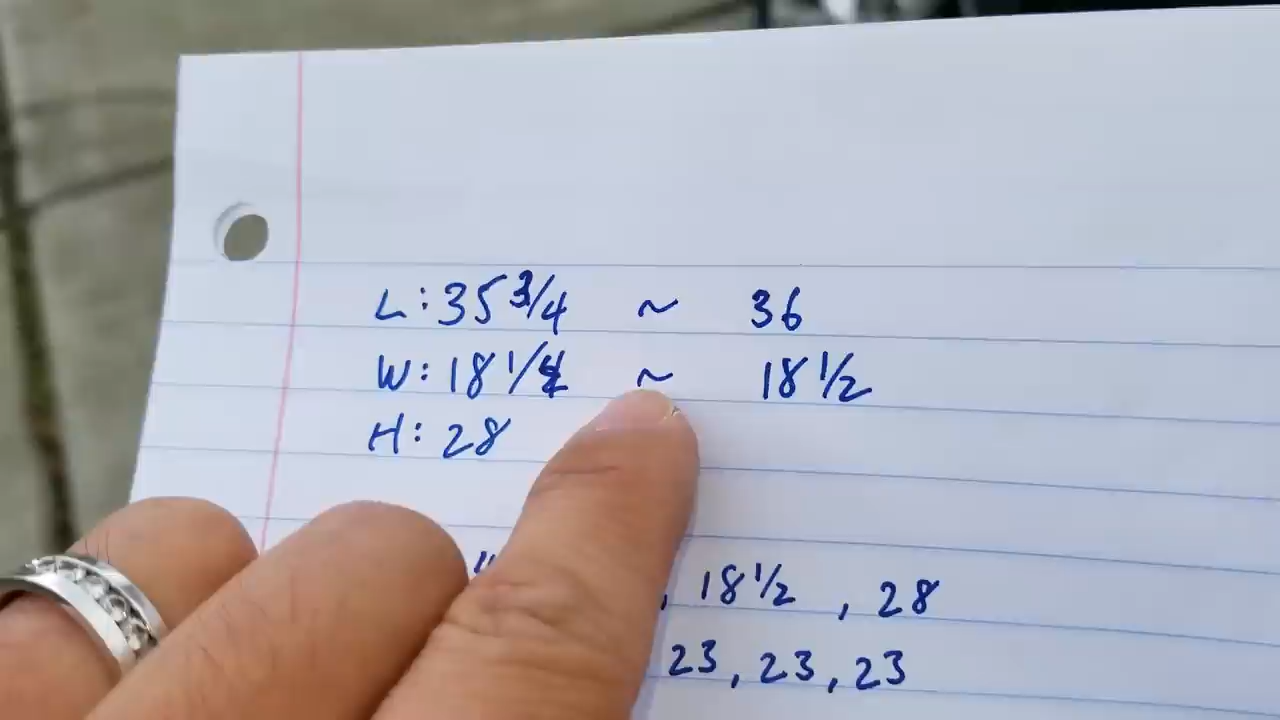 L: 35 3/4 ~ 36
W: 18 1/4 ~ 18 1/2
H: 28
" , 18 1/2 , 28
23, 23, 23